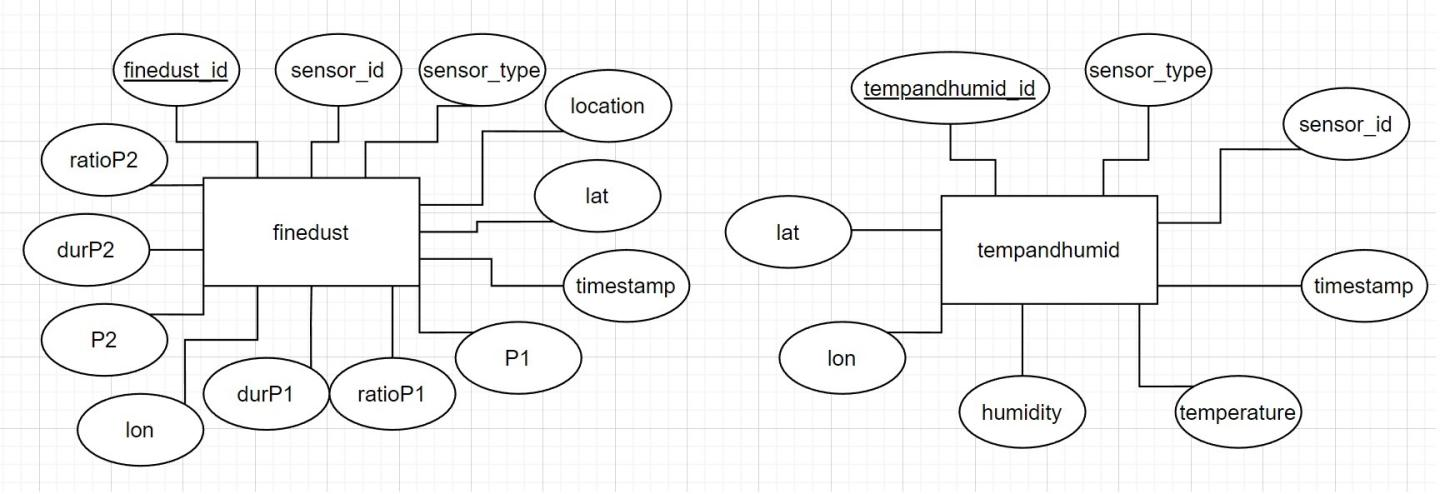 finedust_id
sensor_id
sensor_type
location
ratioP2
lat
finedust
durP2
timestamp
P2
P1
durP1
ratioP1
lon
tempandhumid_id
sensor_type
sensor_id
lat
tempandhumid
timestamp
lon
humidity
temperature